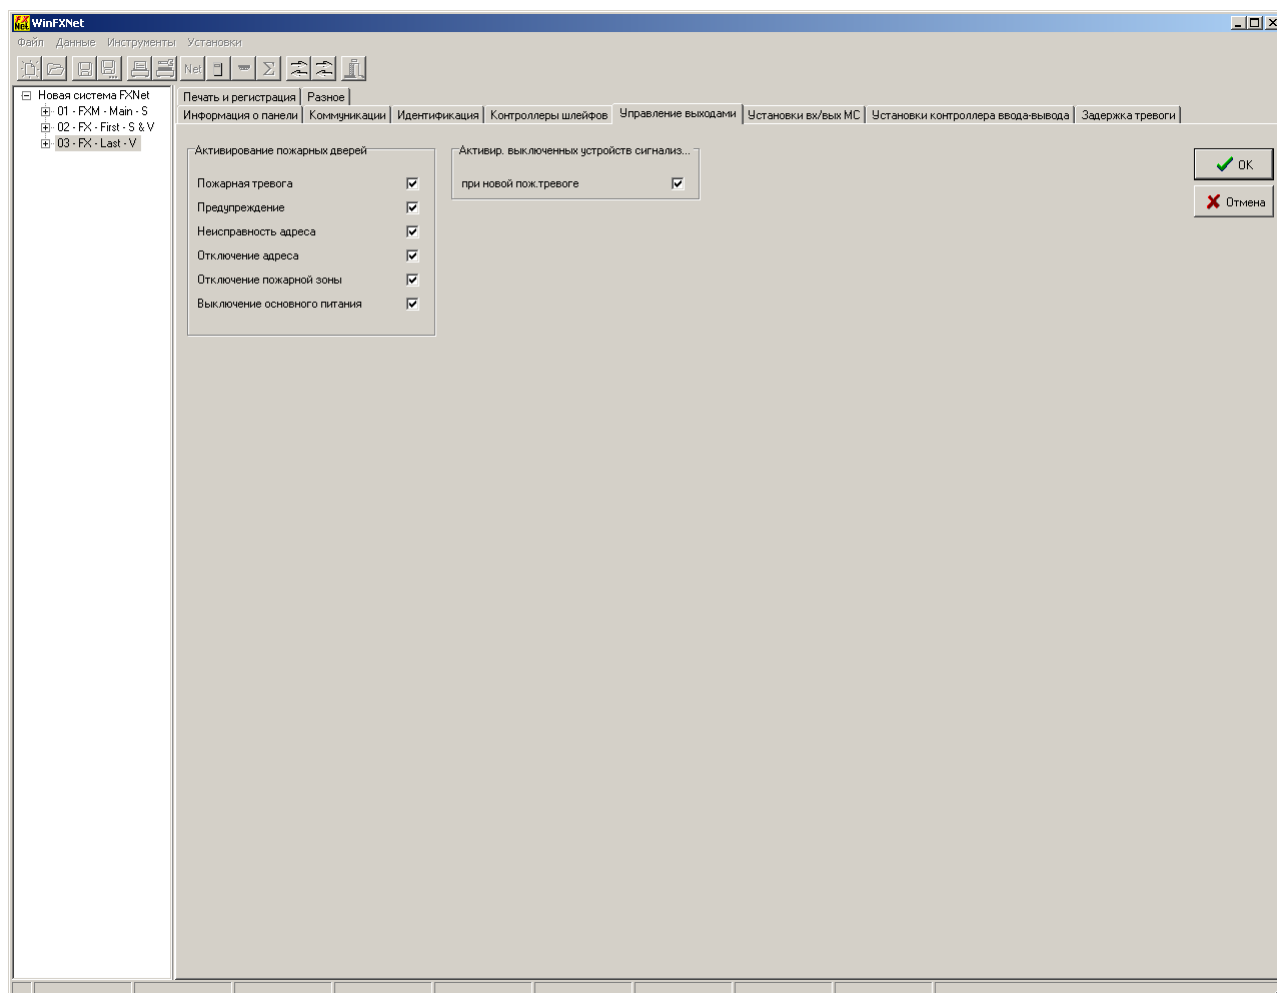 FX
Net
WinFXNet
Файл Данные Инструменты Установки
Net Σ
Новая система FXNet
01 - FXM - Main - S
02 - FX - First - S & V
03 - FX - Last - V
Печать и регистрация Разное
Информация о панели Коммуникации Идентификация Контроллеры шлейфов Управление выходами Установки вх/вых МС Установки контроллера ввода-вывода Задержка тревоги
Активирование пожарных дверей
Пожарная тревога
Предупреждение
Неисправность адреса
Отключение адреса
Отключение пожарной зоны
Выключение основного питания
Активир. выключенных устройств сигнализ...
при новой пож.тревоге
OK
Отмена